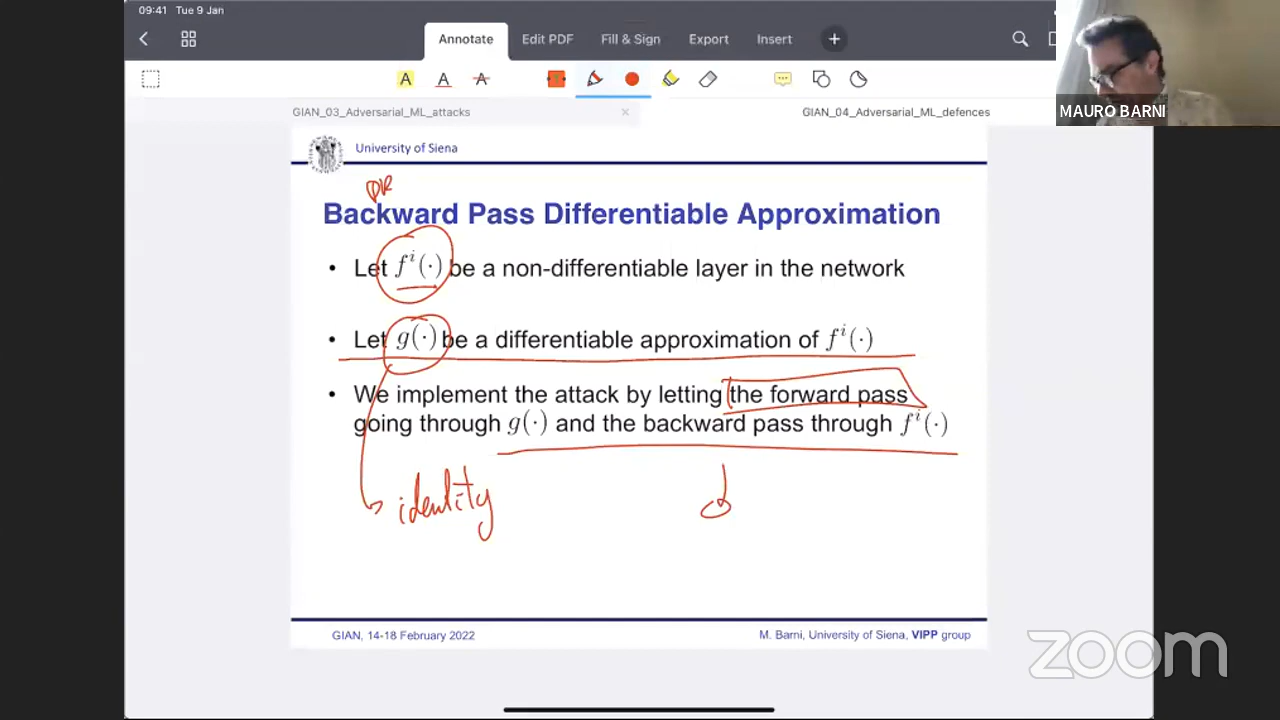 09:41 Tue 9 Jan
Annotate Edit PDF Fill & Sign Export Insert +
A A A T
MAURO BARNI
GIAN_03_Adversarial_ML_attacks × GIAN_04_Adversarial_ML_defences
University of Siena
Backward Pass Differentiable Approximation
• Let fⁱ(·) be a non-differentiable layer in the network
• Let g(·) be a differentiable approximation of fⁱ(·)
• We implement the attack by letting the forward pass
going through g(·) and the backward pass through fⁱ(·)
identity
GIAN, 14-18 February 2022 M. Barni, University of Siena, VIPP group
zoom